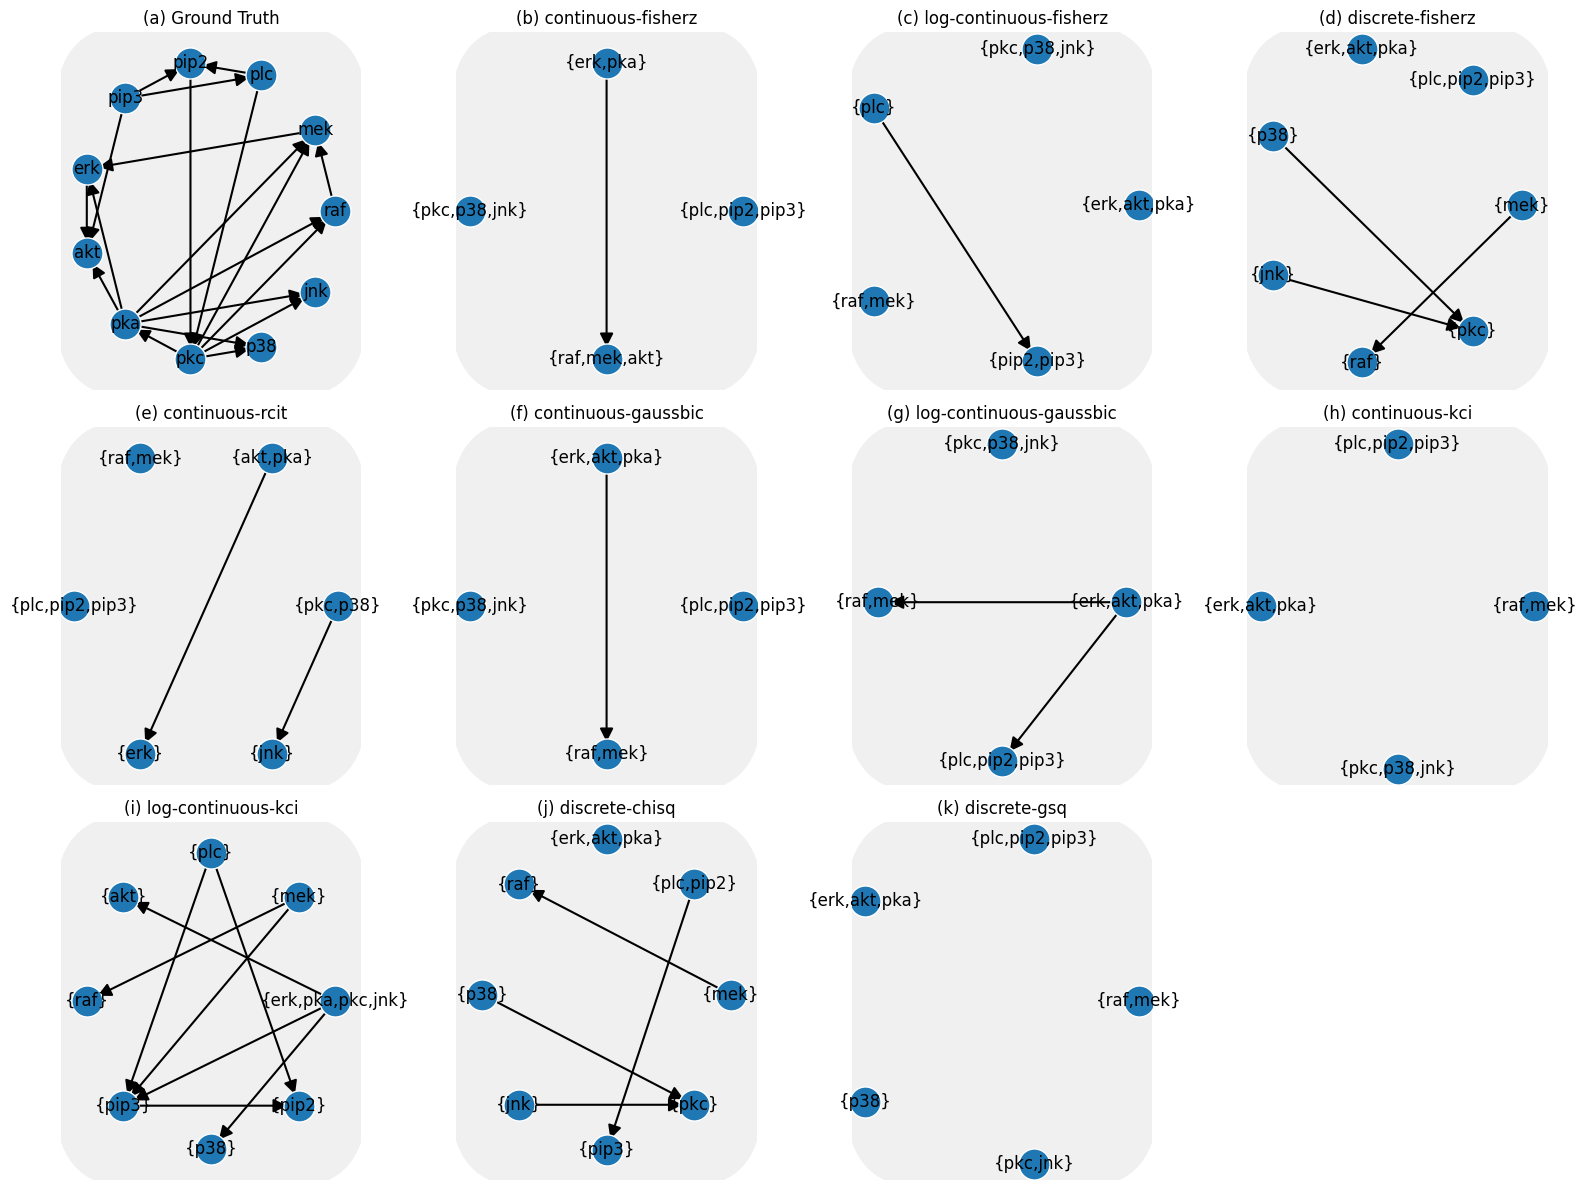 (a) Ground Truth
pip2
plc
pip3
mek
erk
raf
akt
jnk
pka
p38
pkc
(b) continuous-fisherz
{erk,pka}
{pkc,p38,jnk}
{plc,pip2,pip3}
{raf,mek,akt}
(c) log-continuous-fisherz
{pkc,p38,jnk}
{plc}
{erk,akt,pka}
{raf,mek}
{pip2,pip3}
(d) discrete-fisherz
{erk,akt,pka}
{plc,pip2,pip3}
{p38}
{mek}
{jnk}
{pkc}
{raf}
(e) continuous-rcit
{raf,mek}
{akt,pka}
{plc,pip2,pip3}
{pkc,p38}
{erk}
{jnk}
(f) continuous-gaussbic
{erk,akt,pka}
{pkc,p38,jnk}
{plc,pip2,pip3}
{raf,mek}
(g) log-continuous-gaussbic
{pkc,p38,jnk}
{raf,mek}
{erk,akt,pka}
{plc,pip2,pip3}
(h) continuous-kci
{plc,pip2,pip3}
{erk,akt,pka}
{raf,mek}
{pkc,p38,jnk}
(i) log-continuous-kci
{plc}
{akt}
{mek}
{raf}
{erk,pka,pkc,jnk}
{pip3}
{pip2}
{p38}
(j) discrete-chisq
{erk,akt,pka}
{raf}
{plc,pip2}
{p38}
{mek}
{jnk}
{pkc}
{pip3}
(k) discrete-gsq
{plc,pip2,pip3}
{erk,akt,pka}
{raf,mek}
{p38}
{pkc,jnk}